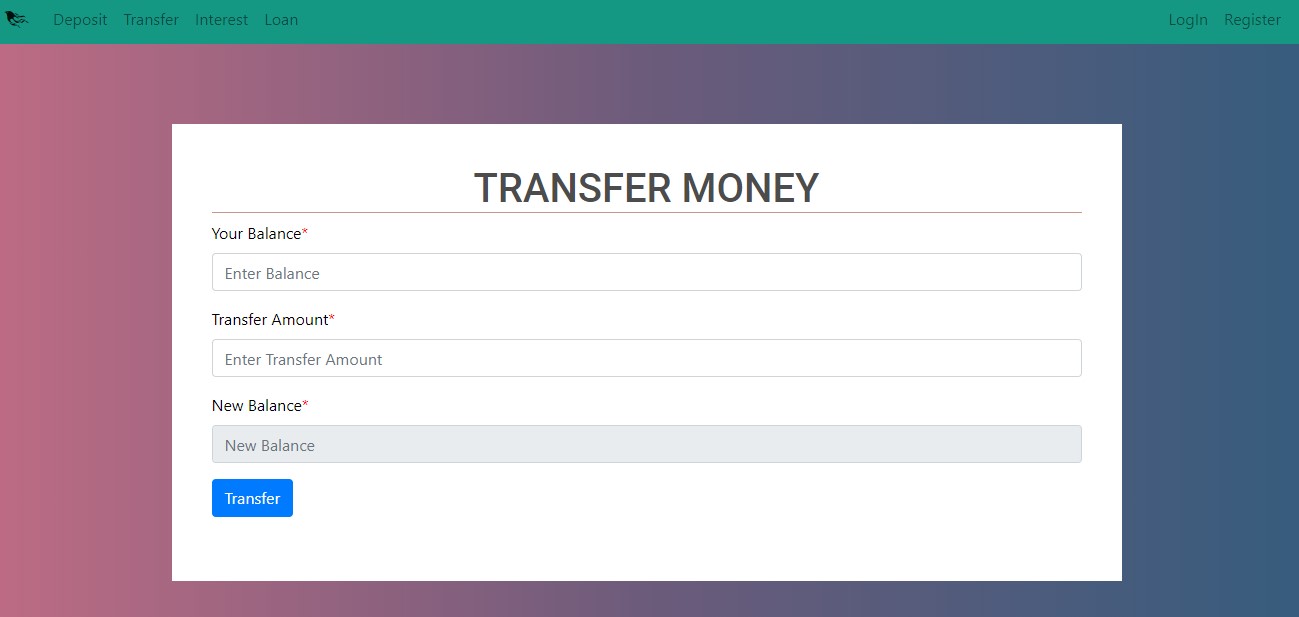 Deposit Transfer Interest Loan LogIn Register
TRANSFER MONEY
Your Balance*
Enter Balance
Transfer Amount*
Enter Transfer Amount
New Balance*
New Balance
Transfer